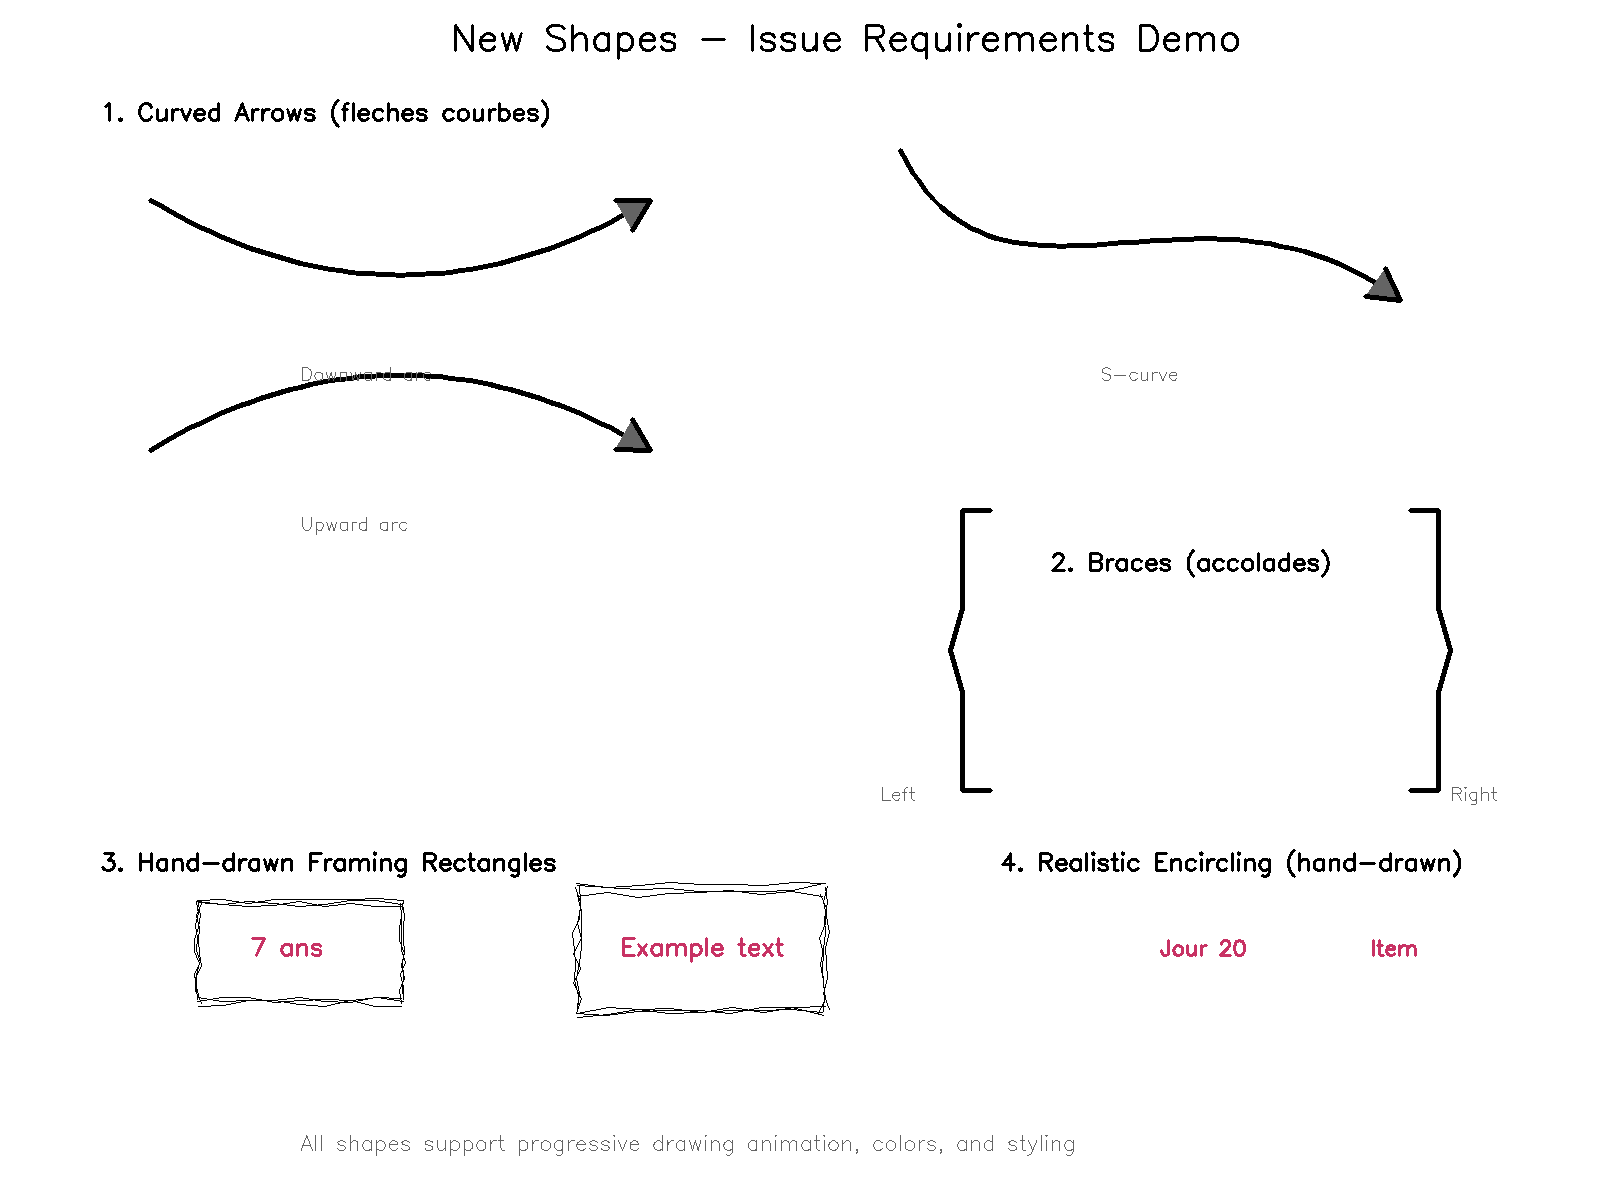 New Shapes - Issue Requirements Demo
1. Curved Arrows (fleches courbes)
Downward arc
S-curve
Upward arc
2. Braces (accolades)
Left
Right
3. Hand-drawn Framing Rectangles
4. Realistic Encircling (hand-drawn)
7 ans
Example text
Jour 20
Item
All shapes support progressive drawing animation, colors, and styling